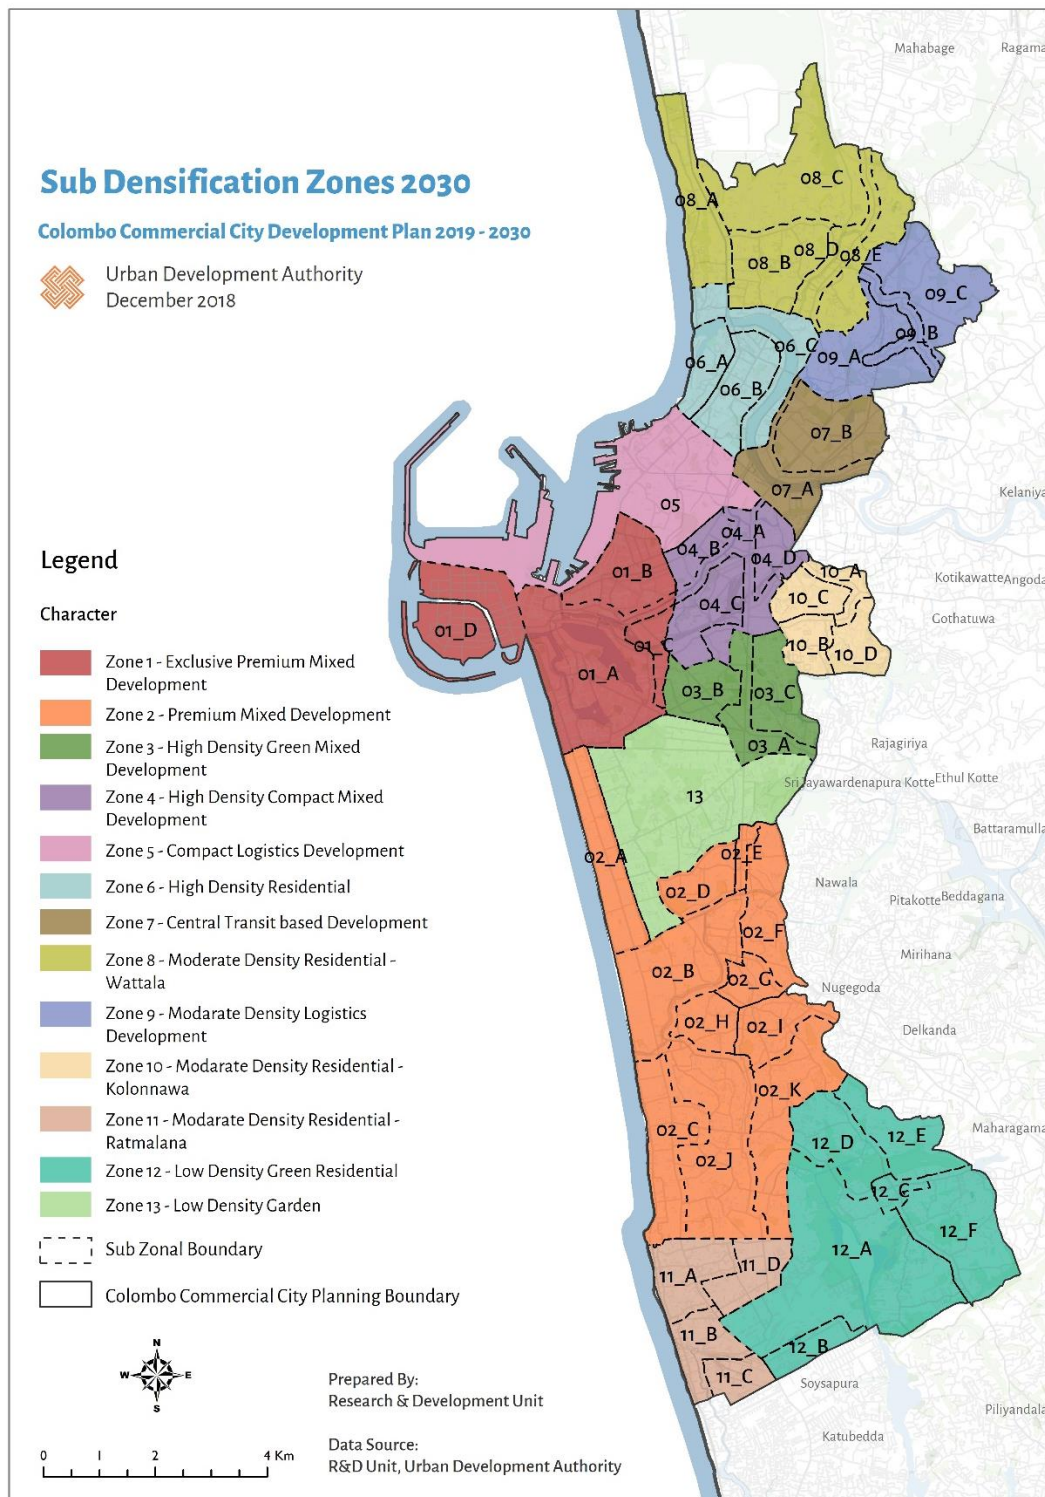 Mahabage
Ragama
Sub Densification Zones 2030
Colombo Commercial City Development Plan 2019 - 2030
Urban Development Authority
December 2018
08_C
08_A
08_D
08_B
08_E
09_C
09_B
09_A
06_C
06_A
06_B
07_B
07_A
Kelaniya
05
04_A
04_B
04_D
01_B
10_A
Kotikawatte
Angoda
10_C
04_C
Gothatuwa
01_D
01_C
10_B
10_D
01_A
03_B
03_C
03_A
Rajagiriya
Sri Jayawardenapura Kotte
Ethul Kotte
13
Battaramulla
02_A
02_E
02_D
Nawala
Pitakotte
Beddagana
02_F
Mirihana
02_B
02_G
Nugegoda
02_H
02_I
Delkanda
02_K
02_C
02_J
Maharagama
12_E
12_D
12_C
12_F
12_A
11_D
11_A
11_B
12_B
11_C
Soysapura
Piliyandala
Katubedda
Legend
Character
Zone 1 - Exclusive Premium Mixed
Development
Zone 2 - Premium Mixed Development
Zone 3 - High Density Green Mixed
Development
Zone 4 - High Density Compact Mixed
Development
Zone 5 - Compact Logistics Development
Zone 6 - High Density Residential
Zone 7 - Central Transit based Development
Zone 8 - Moderate Density Residential -
Wattala
Zone 9 - Modarate Density Logistics
Development
Zone 10 - Modarate Density Residential -
Kolonnawa
Zone 11 - Modarate Density Residential -
Ratmalana
Zone 12 - Low Density Green Residential
Zone 13 - Low Density Garden
Sub Zonal Boundary
Colombo Commercial City Planning Boundary
N
W E
S
Prepared By:
Research & Development Unit
0 1 2 4 Km
Data Source:
R&D Unit, Urban Development Authority